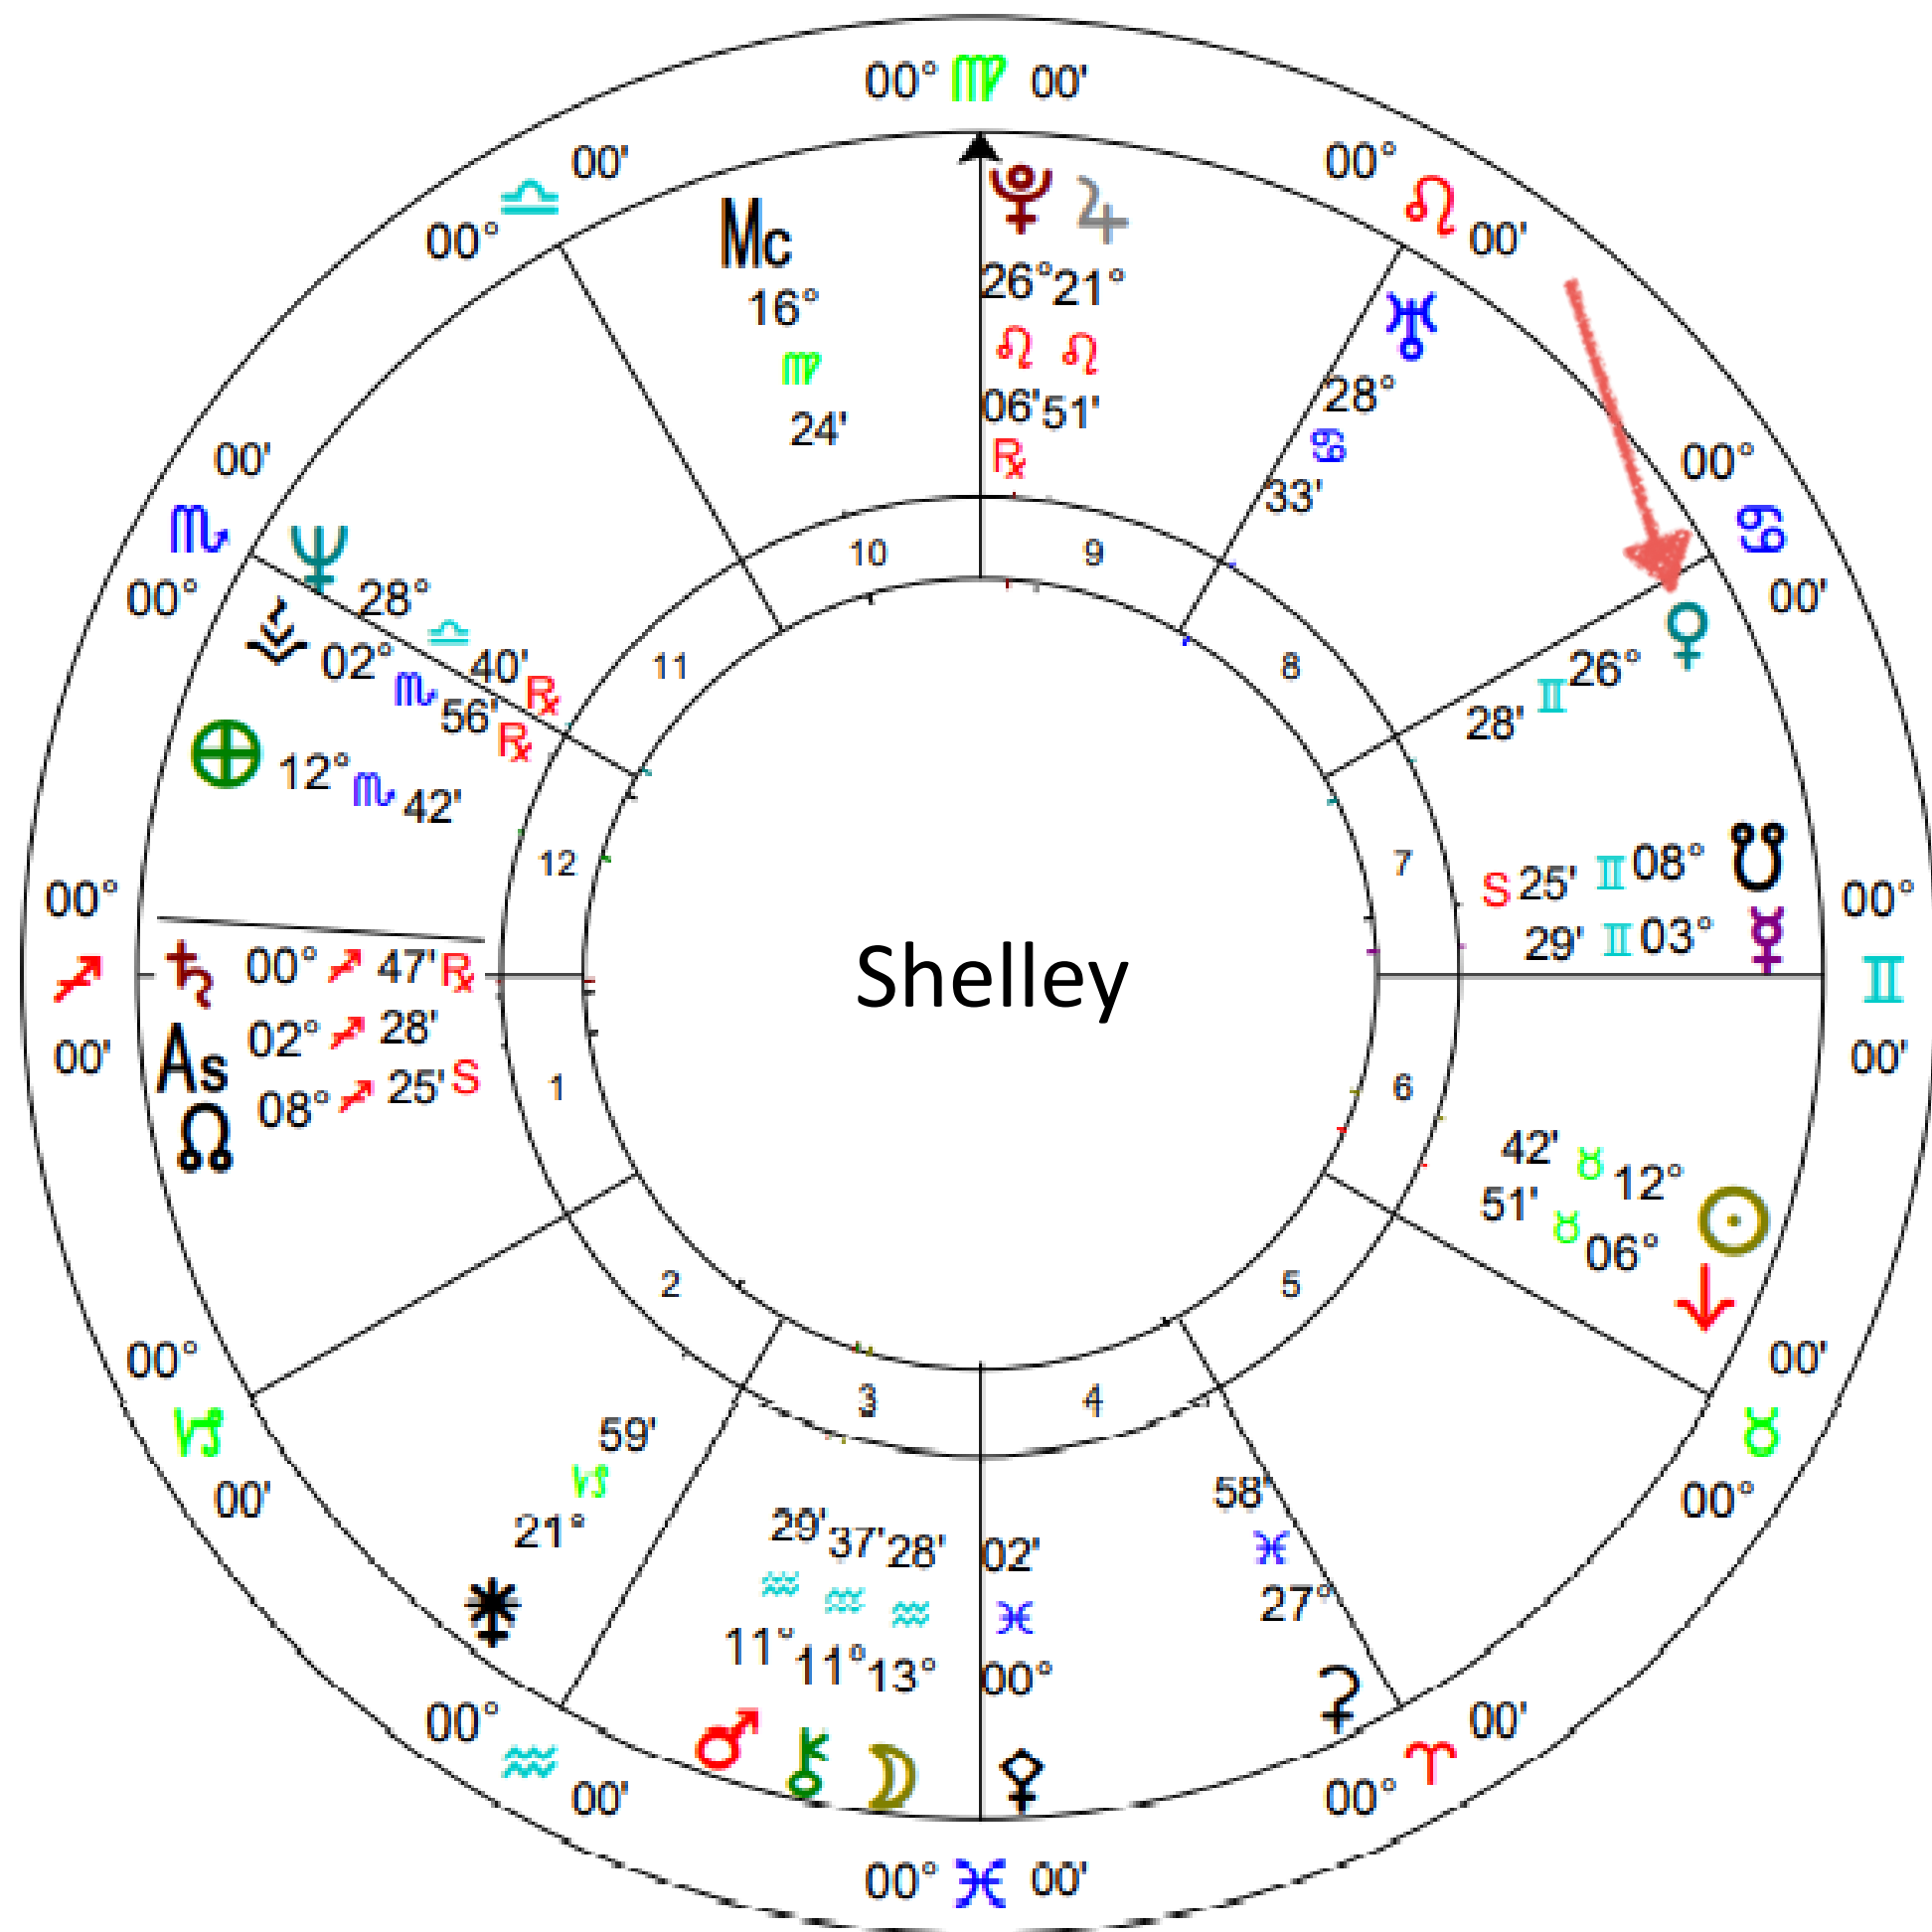 00° ♍ 00'
00' ♎ 00°
00° ♌ 00'
Mc 16° ♍ 24'
♇ 26° ♌ 06' ℞
♃ 21° ♌ 51'
♅ 28° ♋ 33'
00' ♏ 00°
00° ♋ 00'
♆ 28° ♎ 40' ℞
02° ♏ 56' ℞
⊕ 12° ♏ 42'
♀ 26° ♊ 28'
10
9
11
8
12
7
00° ♐ 00'
♄ 00° ♐ 47' ℞
As 02° ♐ 28'
☊ 08° ♐ 25' S
Shelley
S 25' ♊ 08° ☋
29' ♊ 03° ☿
00° ♊ 00'
1
6
42' ♉ 12° ☉
51' ♉ 06°
2
5
3
4
00° ♑ 00'
00' ♉ 00°
59' ♑ 21° ⚵
29' ♒ 11° ♂
37' ♒ 11° ⚷
28' ♒ 13° ☽
02' ♓ 00° ⚴
58' ♓ 27° ⚳
00° ♒ 00'
00' ♈ 00°
00° ♓ 00'